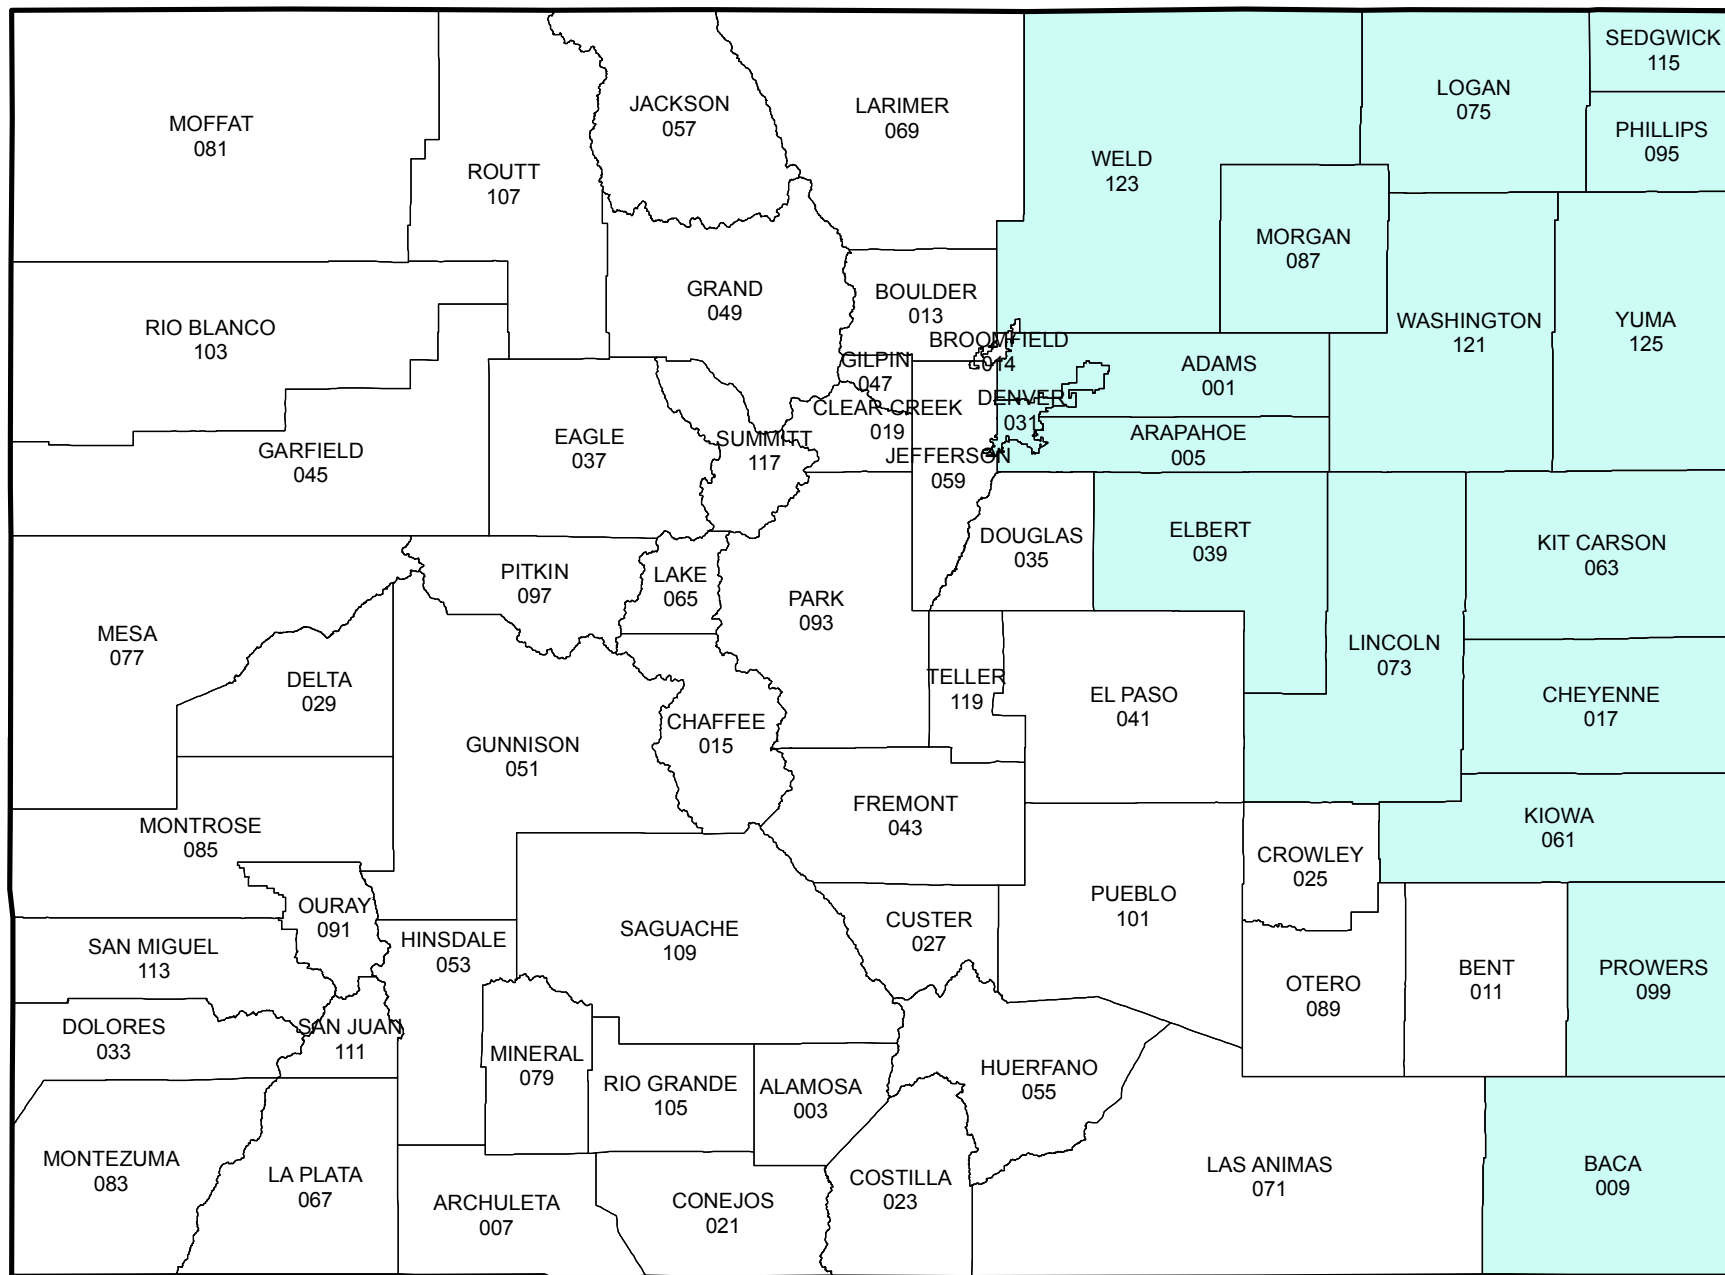 SEDGWICK
115
MOFFAT
081
JACKSON
057
LARIMER
069
LOGAN
075
PHILLIPS
095
ROUTT
107
WELD
123
MORGAN
087
RIO BLANCO
103
GRAND
049
BOULDER
013
BROOMFIELD
014
WASHINGTON
121
YUMA
125
GILPIN
047
ADAMS
001
CLEAR CREEK
019
DENVER
031
GARFIELD
045
EAGLE
037
SUMMITT
117
ARAPAHOE
005
JEFFERSON
059
DOUGLAS
035
ELBERT
039
KIT CARSON
063
PITKIN
097
LAKE
065
PARK
093
MESA
077
LINCOLN
073
DELTA
029
TELLER
119
EL PASO
041
CHEYENNE
017
CHAFFEE
015
GUNNISON
051
FREMONT
043
KIOWA
061
MONTROSE
085
CROWLEY
025
OURAY
091
PUEBLO
101
CUSTER
027
SAGUACHE
109
HINSDALE
053
SAN MIGUEL
113
BENT
011
PROWERS
099
OTERO
089
DOLORES
033
SAN JUAN
111
MINERAL
079
HUERFANO
055
RIO GRANDE
105
ALAMOSA
003
MONTEZUMA
083
LA PLATA
067
LAS ANIMAS
071
BACA
009
COSTILLA
023
ARCHULETA
007
CONEJOS
021